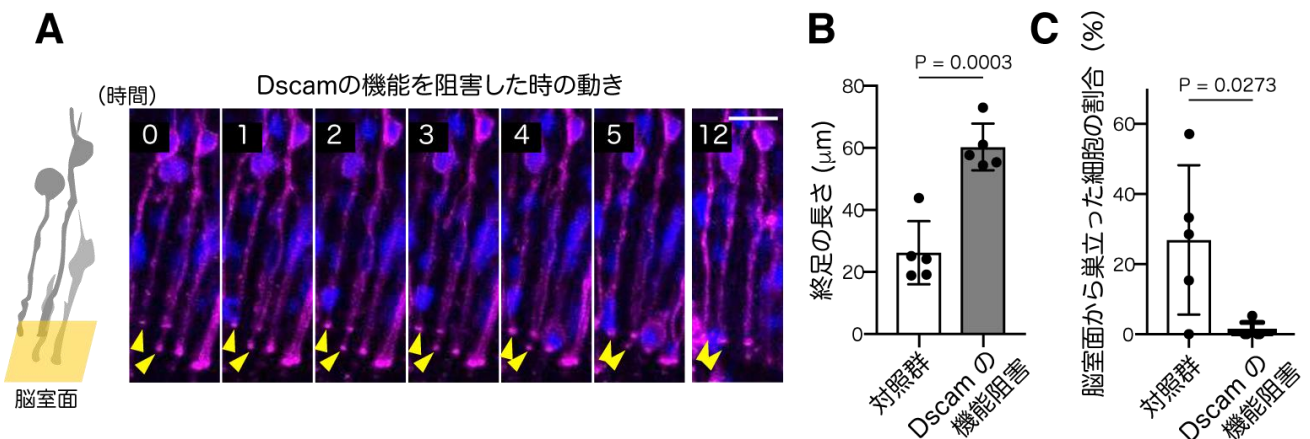 A
Dscamの機能を阻害した時の動き
(時間)
0
1
2
3
4
5
12
脳室面
B
P = 0.0003
終足の長さ (μm)
80
60
40
20
0
対照群
Dscam の
機能阻害
C
P = 0.0273
脳室面から巣立った細胞の割合 (%)
60
40
20
0
対照群
Dscam の
機能阻害